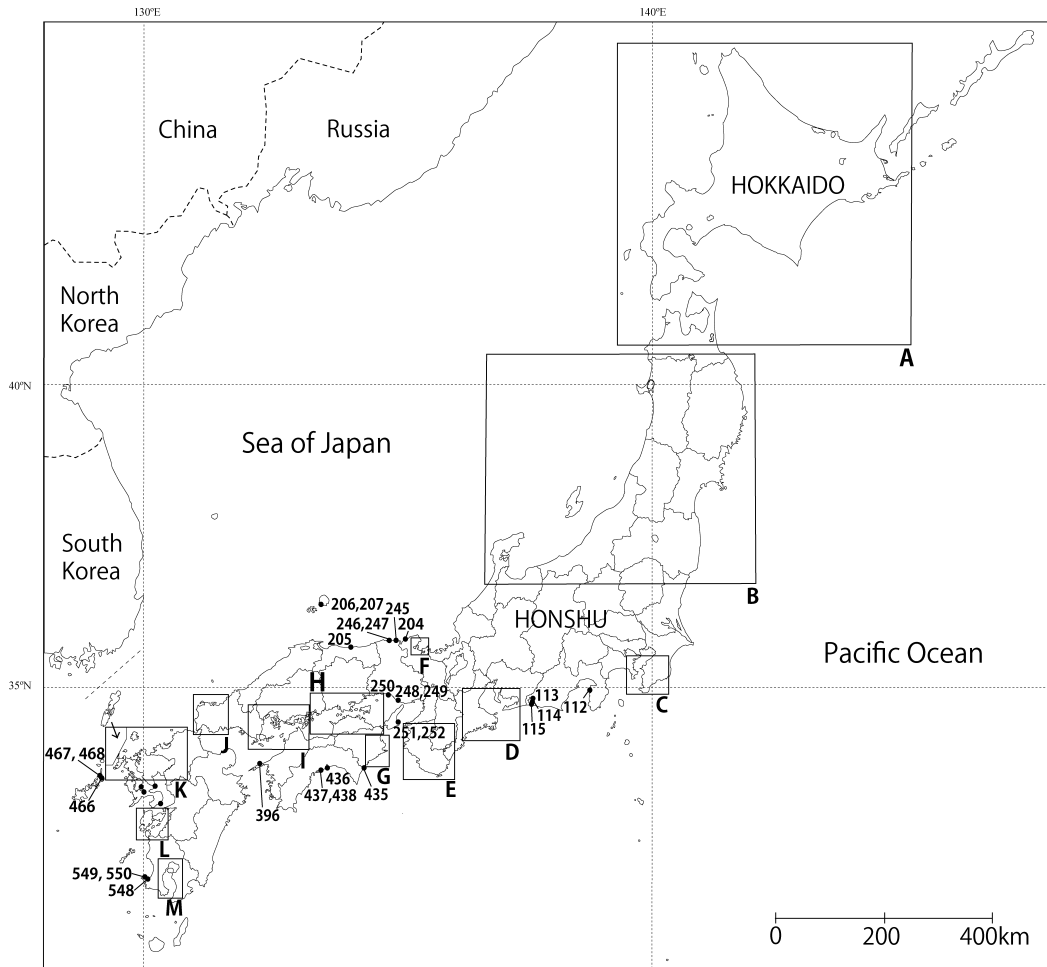 130°E
140°E
China
Russia
HOKKAIDO
North
Korea
A
40°N
Sea of Japan
South
Korea
B
206,207
245
246,247
204
205
HONSHU
F
Pacific Ocean
35°N
H
250
248,249
113
112
114
115
C
251,252
D
J
I
G
E
467, 468
K
436
437,438
435
466
396
L
549, 550
548
M
0
200
400km